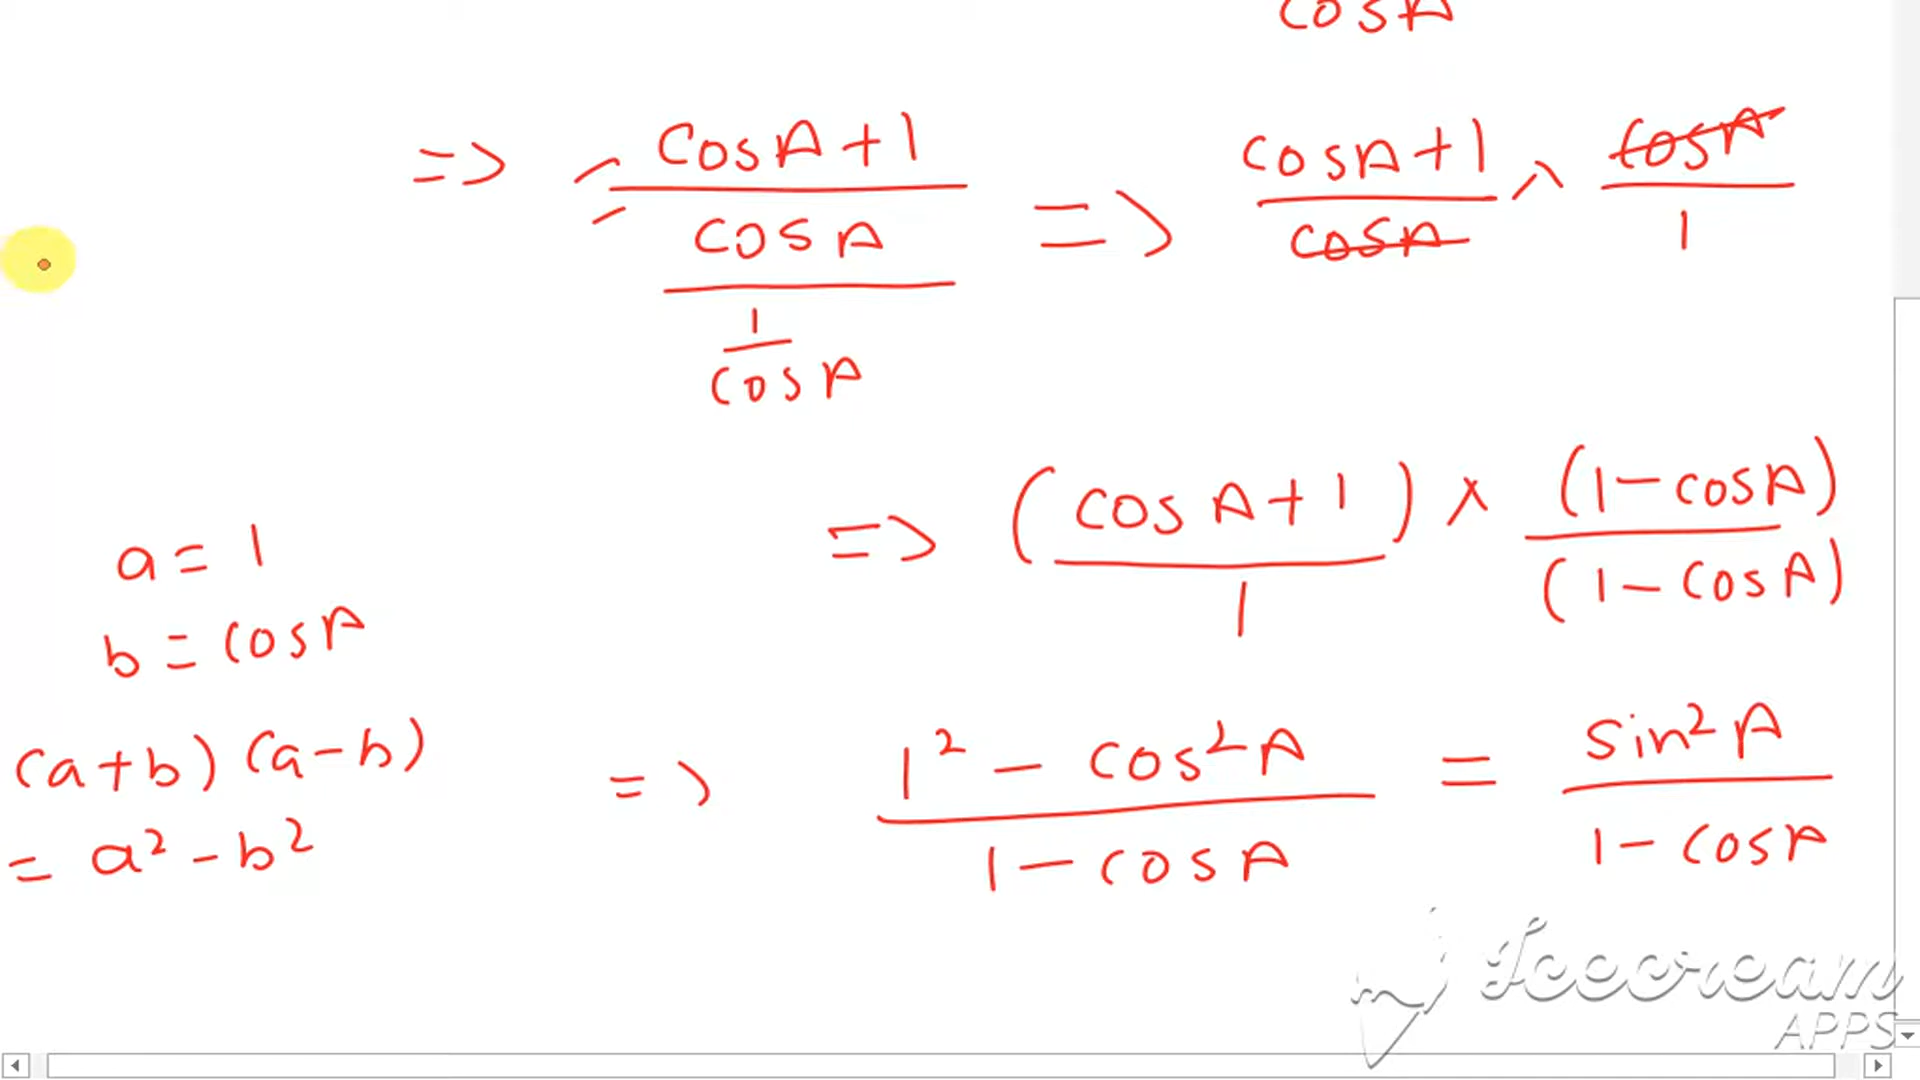 cosA
=> = cosA+1 / cosA / 1 / cosA => cosA+1 / cosA × cosA / 1
=> (cosA+1) / 1 × (1-cosA) / (1-cosA)
a = 1
b = cosA
(a+b) (a-b)
= a² - b²
=> 1² - cos²A / 1-cosA = sin²A / 1-cosA
Icecream
APPS